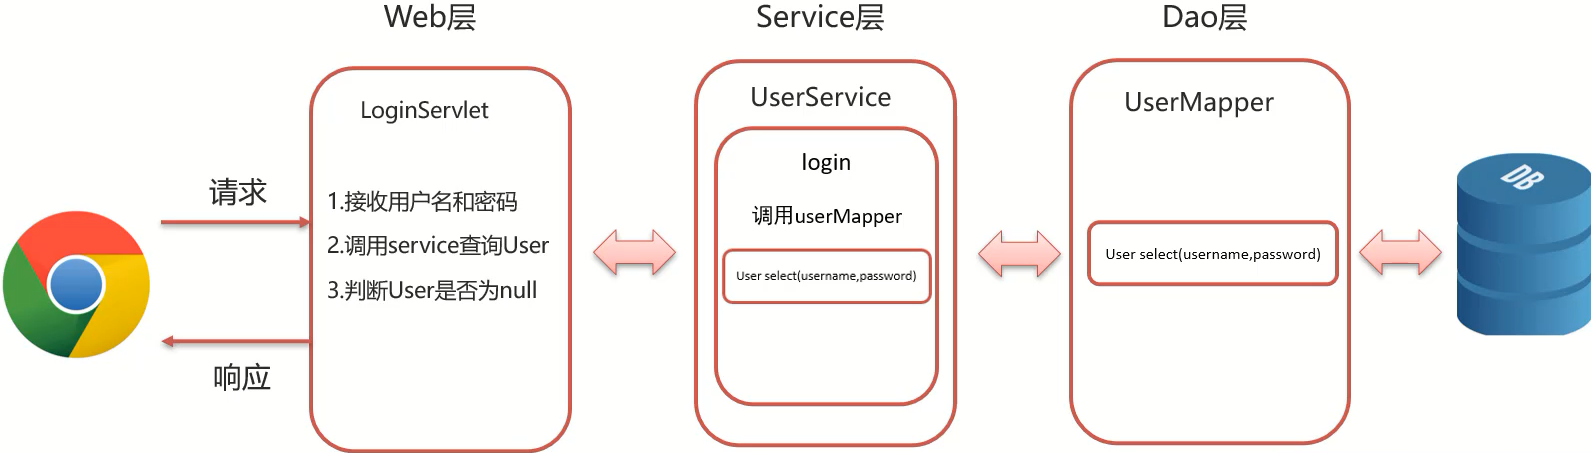 Web层
Service层
Dao层
请求
响应
LoginServlet
1.接收用户名和密码
2.调用service查询User
3.判断User是否为null
UserService
login
调用userMapper
User select(username,password)
UserMapper
User select(username,password)
DB